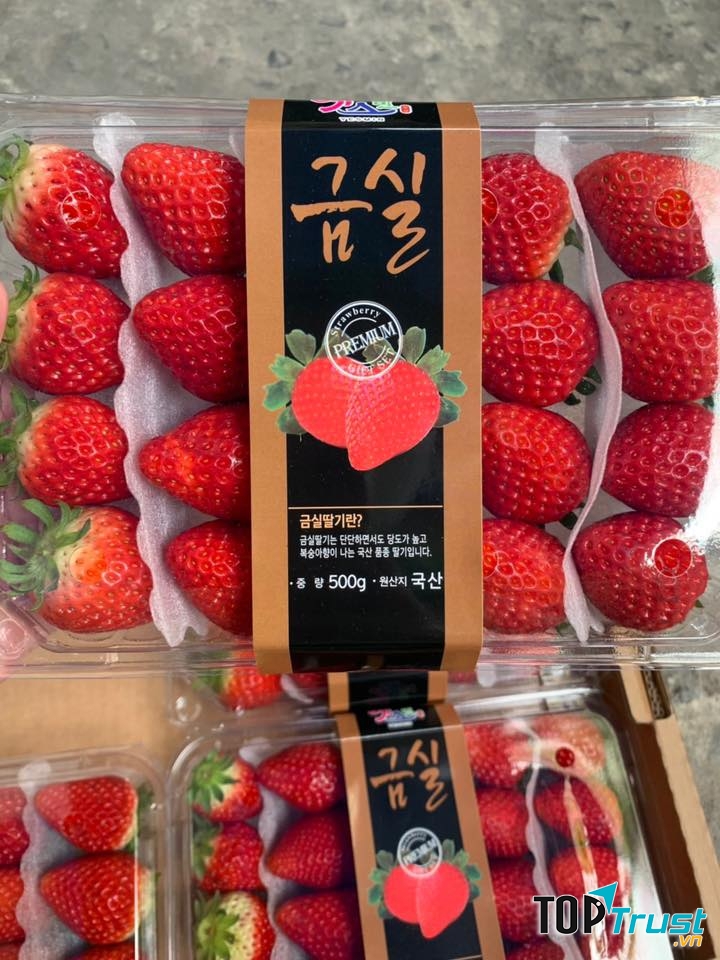 YESMIN
금실
Strawberry
PREMIUM
GIFT SET
금실딸기란?
금실딸기는 단단하면서도 당도가 높고
복숭아향이 나는 국산 품종 딸기입니다.
·중 량 500g ·원산지 국산
금실
Strawberry
PREMIUM
TOPTrust
.vn